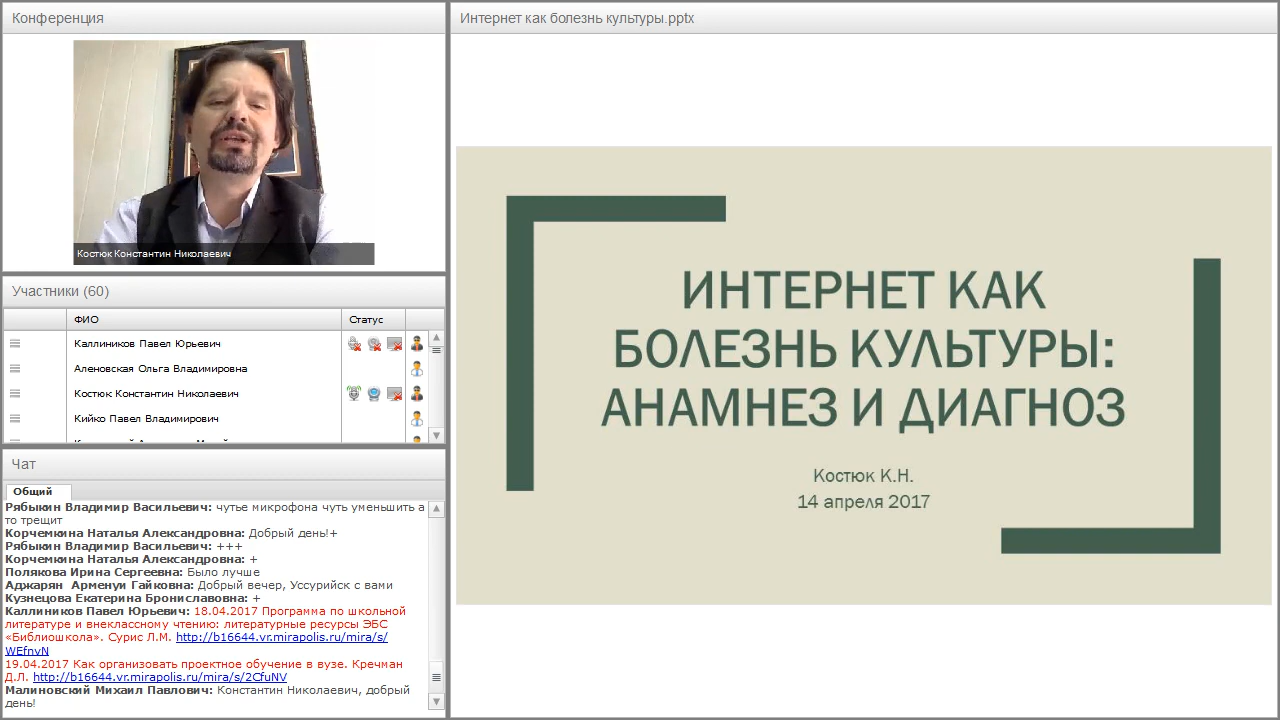 Конференция
Костюк Константин Николаевич
Участники (60)
ФИО Статус
Каллиников Павел Юрьевич
Аленовская Ольга Владимировна
Костюк Константин Николаевич
Кийко Павел Владимирович
Чат
Общий
Рябыкин Владимир Васильевич: чутье микрофона чуть уменьшить а
то трещит
Корчемкина Наталья Александровна: Добрый день!+
Рябыкин Владимир Васильевич: +++
Корчемкина Наталья Александровна: +
Полякова Ирина Сергеевна: Было лучше
Аджарян Арменуи Гайковна: Добрый вечер, Уссурийск с вами
Кузнецова Екатерина Брониславовна: +
Каллиников Павел Юрьевич: 18.04.2017 Программа по школьной
литературе и внеклассному чтению: литературные ресурсы ЭБС
«Библиошкола». Сурис Л.М. http://b16644.vr.mirapolis.ru/mira/s/
WEfnvN
19.04.2017 Как организовать проектное обучение в вузе. Кречман
Д.Л. http://b16644.vr.mirapolis.ru/mira/s/2CfuNV
Малиновский Михаил Павлович: Константин Николаевич, добрый
день!
Интернет как болезнь культуры.pptx
ИНТЕРНЕТ КАК
БОЛЕЗНЬ КУЛЬТУРЫ:
АНАМНЕЗ И ДИАГНОЗ
Костюк К.Н.
14 апреля 2017